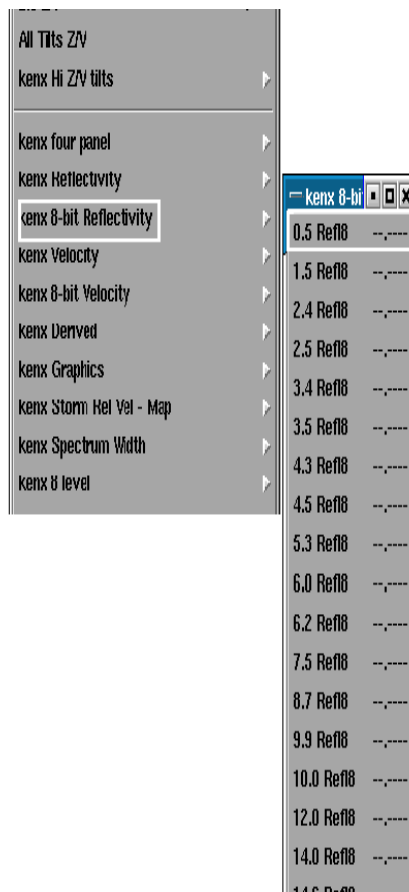 All Tilts Z/V
kenx Hi Z/V tilts
kenx four panel
kenx Reflectivity
kenx 8-bit Reflectivity
kenx Velocity
kenx 8-bit Velocity
kenx Derived
kenx Graphics
kenx Storm Rel Vel - Map
kenx Spectrum Width
kenx 8 level
kenx 8-bi
0.5 Refl8 --.----
1.5 Refl8 --.----
2.4 Refl8 --.----
2.5 Refl8 --.----
3.4 Refl8 --.----
3.5 Refl8 --.----
4.3 Refl8 --.----
4.5 Refl8 --.----
5.3 Refl8 --.----
6.0 Refl8 --.----
6.2 Refl8 --.----
7.5 Refl8 --.----
8.7 Refl8 --.----
9.9 Refl8 --.----
10.0 Refl8 --.----
12.0 Refl8 --.----
14.0 Refl8 --.----